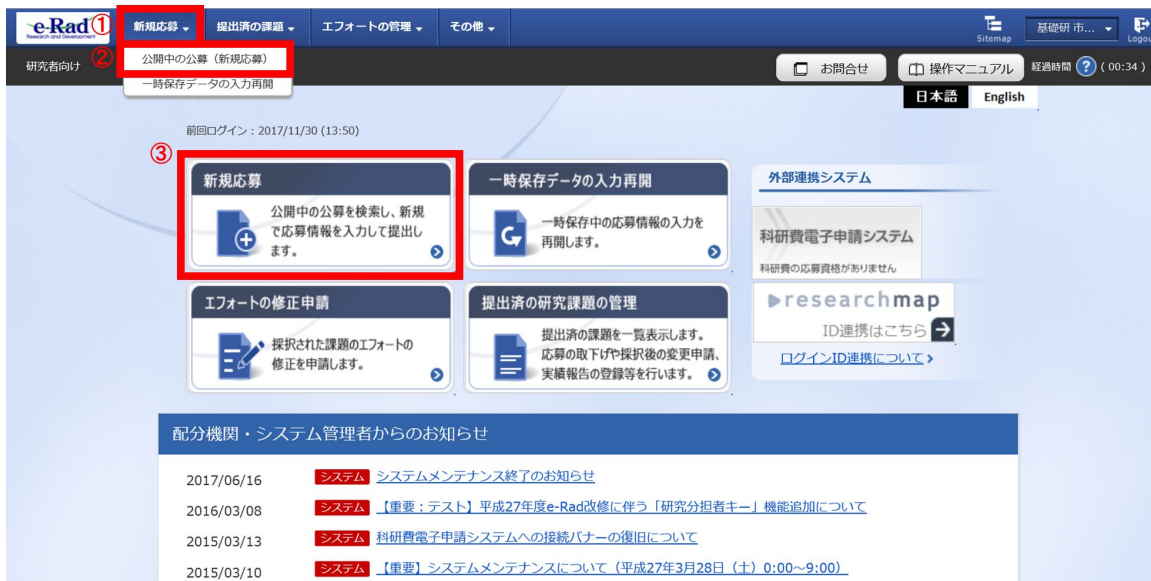 e-Rad
Research and Development
①
新規応募
提出済の課題
エフォートの管理
その他
Sitemap
基礎研 市...
Logou
研究者向け
②
公開中の公募（新規応募）
一時保存データの入力再開
お問合せ
操作マニュアル
経過時間 ? ( 00:34 )
日本語 English
前回ログイン：2017/11/30 (13:50)
③
新規応募
公開中の公募を検索し、新規
で応募情報を入力して提出し
ます。
一時保存データの入力再開
一時保存中の応募情報の入力を
再開します。
エフォートの修正申請
採択された課題のエフォートの
修正を申請します。
提出済の研究課題の管理
提出済の課題を一覧表示します。
応募の取下げや採択後の変更申請、
実績報告の登録等を行います。
外部連携システム
科研費電子申請システム
科研費の応募資格がありません
researchmap
ID連携はこちら
ログインID連携について
配分機関・システム管理者からのお知らせ
2017/06/16 システム システムメンテナンス終了のお知らせ
2016/03/08 システム 【重要：テスト】平成27年度e-Rad改修に伴う「研究分担者キー」機能追加について
2015/03/13 システム 科研費電子申請システムへの接続バナーの復旧について
2015/03/10 システム 【重要】システムメンテナンスについて（平成27年3月28日（土）0:00～9:00）